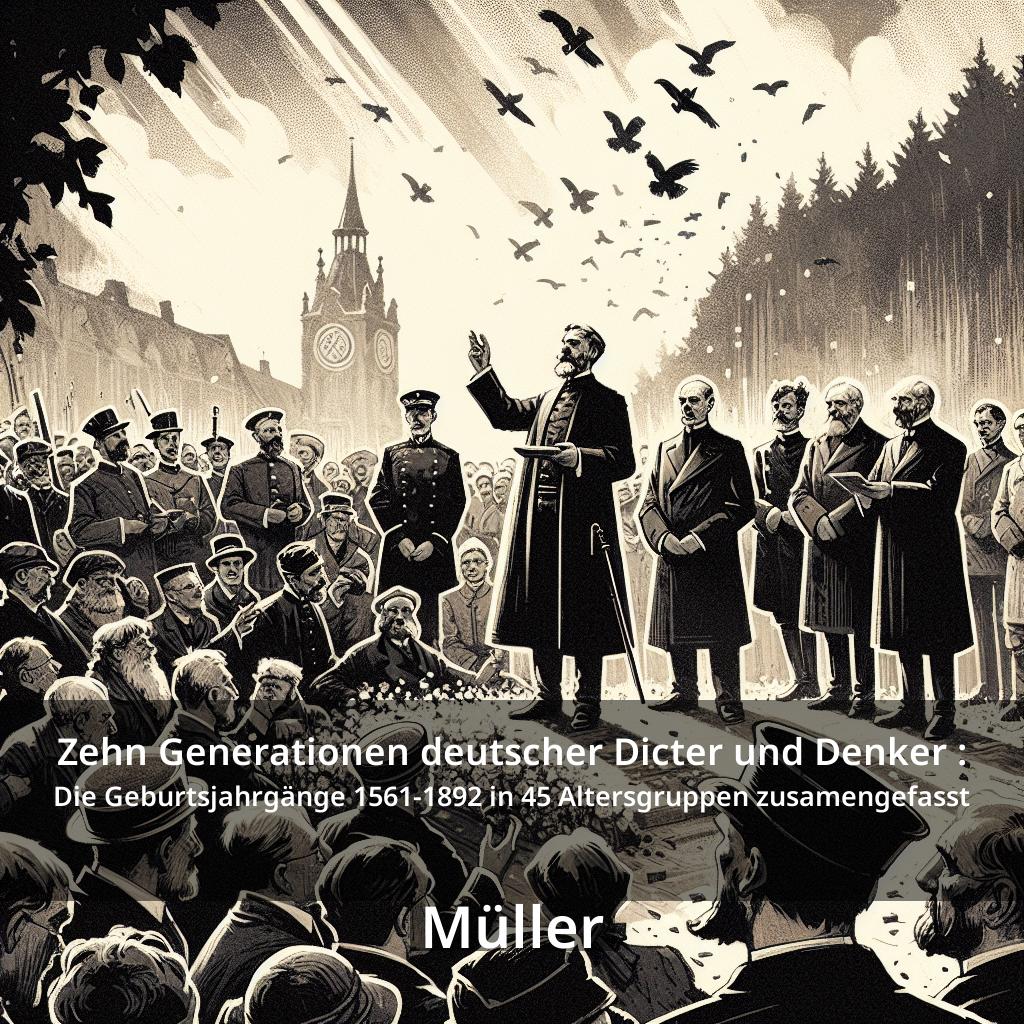 Zehn Generationen deutscher Dicter und Denker :
Die Geburtsjahrgänge 1561-1892 in 45 Altersgruppen zusamengefasst
Müller